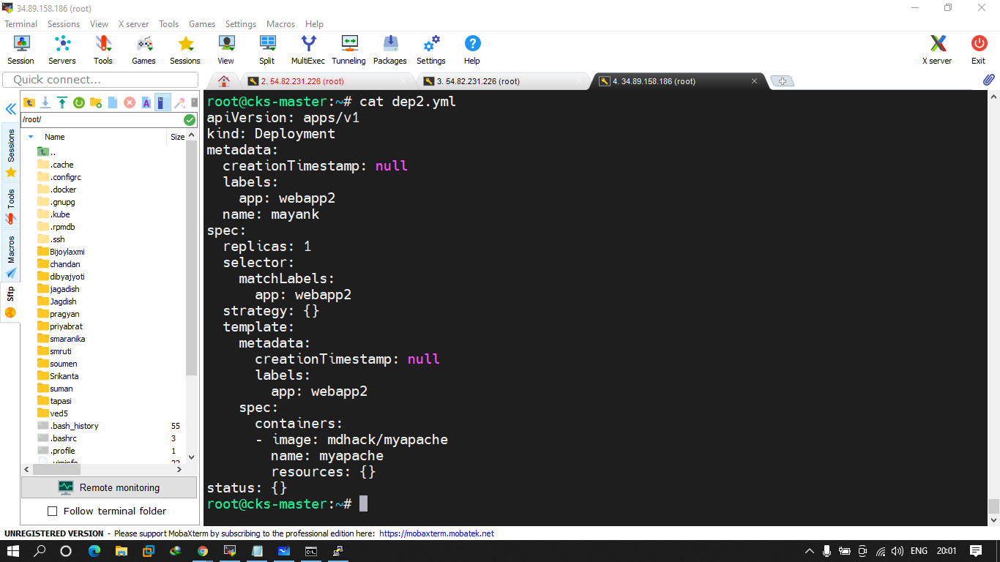 34.89.158.186 (root)
Terminal Sessions View X server Tools Games Settings Macros Help
Session Servers Tools Games Sessions View Split MultiExec Tunneling Packages Settings Help X server Exit
Quick connect... 2. 54.82.231.226 (root) 3. 54.82.231.226 (root) 4. 34.89.158.186 (root)
/root/
Name Size
..
.cache
.configrc
.docker
.gnupg
.kube
.rpmdb
.ssh
Bijoylaxmi
chandan
dibyajyoti
jagadish
Jagdish
pragyan
priyabrat
smaranika
smruti
soumen
Srikanta
suman
tapasi
ved5
.bash_history 55
.bashrc 3
.profile 1
.viminfo 22
Sessions
Tools
Macros
Sftp
Remote monitoring
Follow terminal folder
root@cks-master:~# cat dep2.yml
apiVersion: apps/v1
kind: Deployment
metadata:
  creationTimestamp: null
  labels:
    app: webapp2
  name: mayank
spec:
  replicas: 1
  selector:
    matchLabels:
      app: webapp2
  strategy: {}
  template:
    metadata:
      creationTimestamp: null
      labels:
        app: webapp2
    spec:
      containers:
      - image: mdhack/myapache
        name: myapache
        resources: {}
status: {}
root@cks-master:~#
UNREGISTERED VERSION - Please support MobaXterm by subscribing to the professional edition here: https://mobaxterm.mobatek.net
ENG 20:01